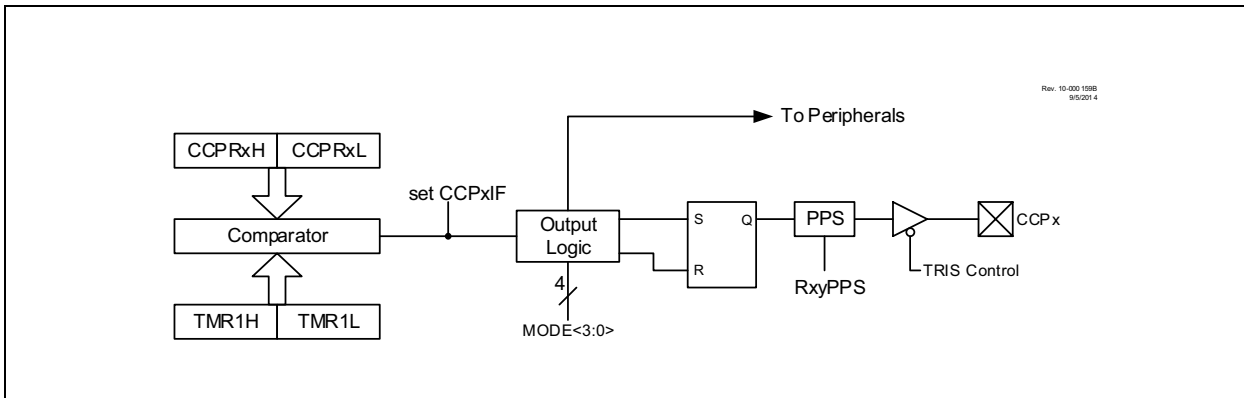 Rev. 10-000 159B
9/5/2014
To Peripherals
CCPRxH CCPRxL
set CCPxIF
Comparator
Output
Logic
S
Q
R
PPS
CCPx
RxyPPS
TRIS Control
4
MODE<3:0>
TMR1H TMR1L